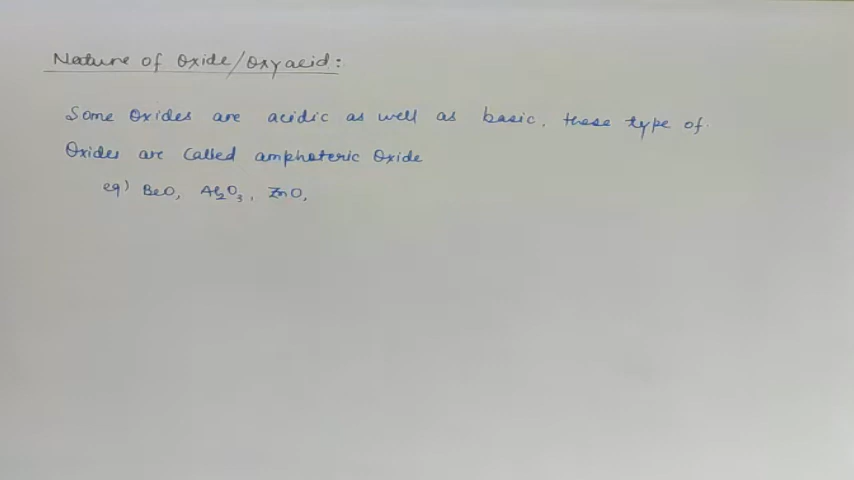 Nature of Oxide/Oxyacid:
Some Oxides are acidic as well as basic, these type of
Oxides are called amphoteric Oxide
eg) BeO, Al₂O₃, ZnO,